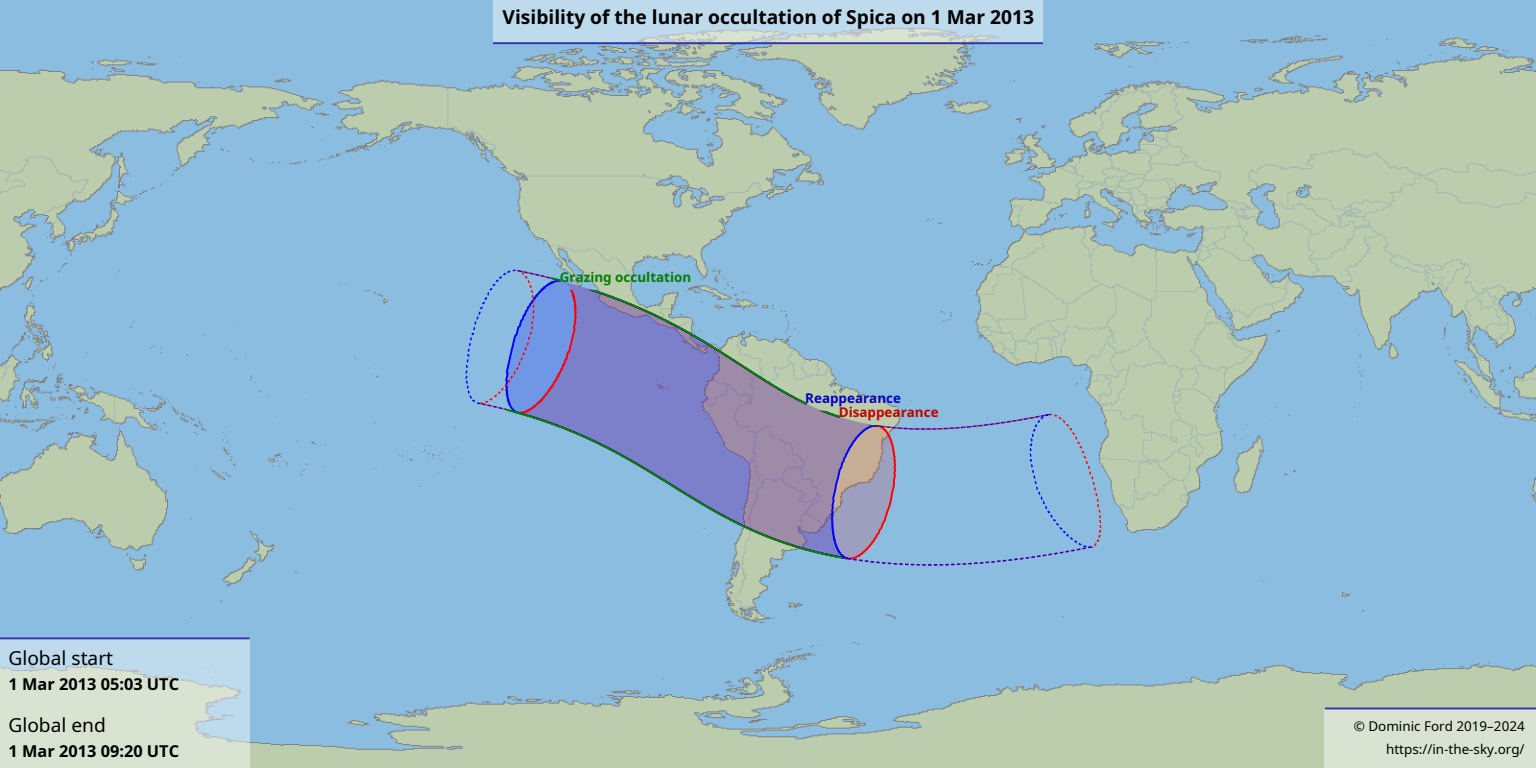 Visibility of the lunar occultation of Spica on 1 Mar 2013
Grazing occultation
Reappearance
Disappearance
Global start
1 Mar 2013 05:03 UTC
Global end
1 Mar 2013 09:20 UTC
© Dominic Ford 2019–2024
https://in-the-sky.org/